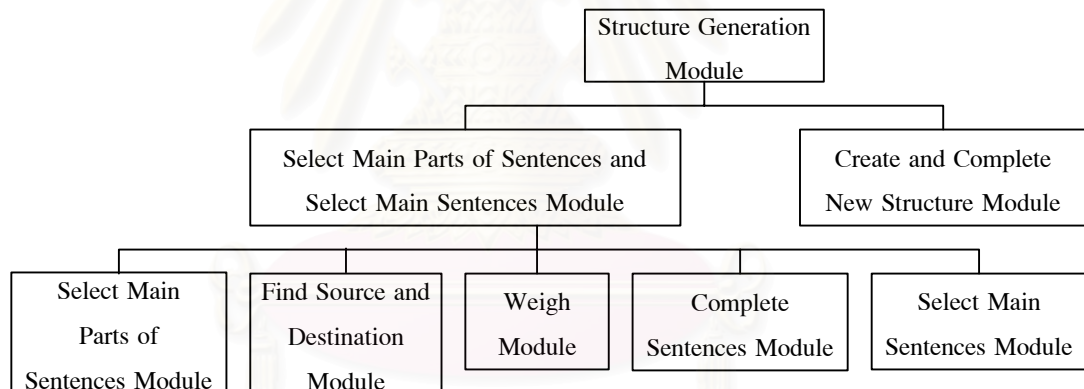 Structure Generation
Module
Select Main Parts of Sentences and
Select Main Sentences Module
Create and Complete
New Structure Module
Select Main
Parts of
Sentences Module
Find Source and
Destination
Module
Weigh
Module
Complete
Sentences Module
Select Main
Sentences Module